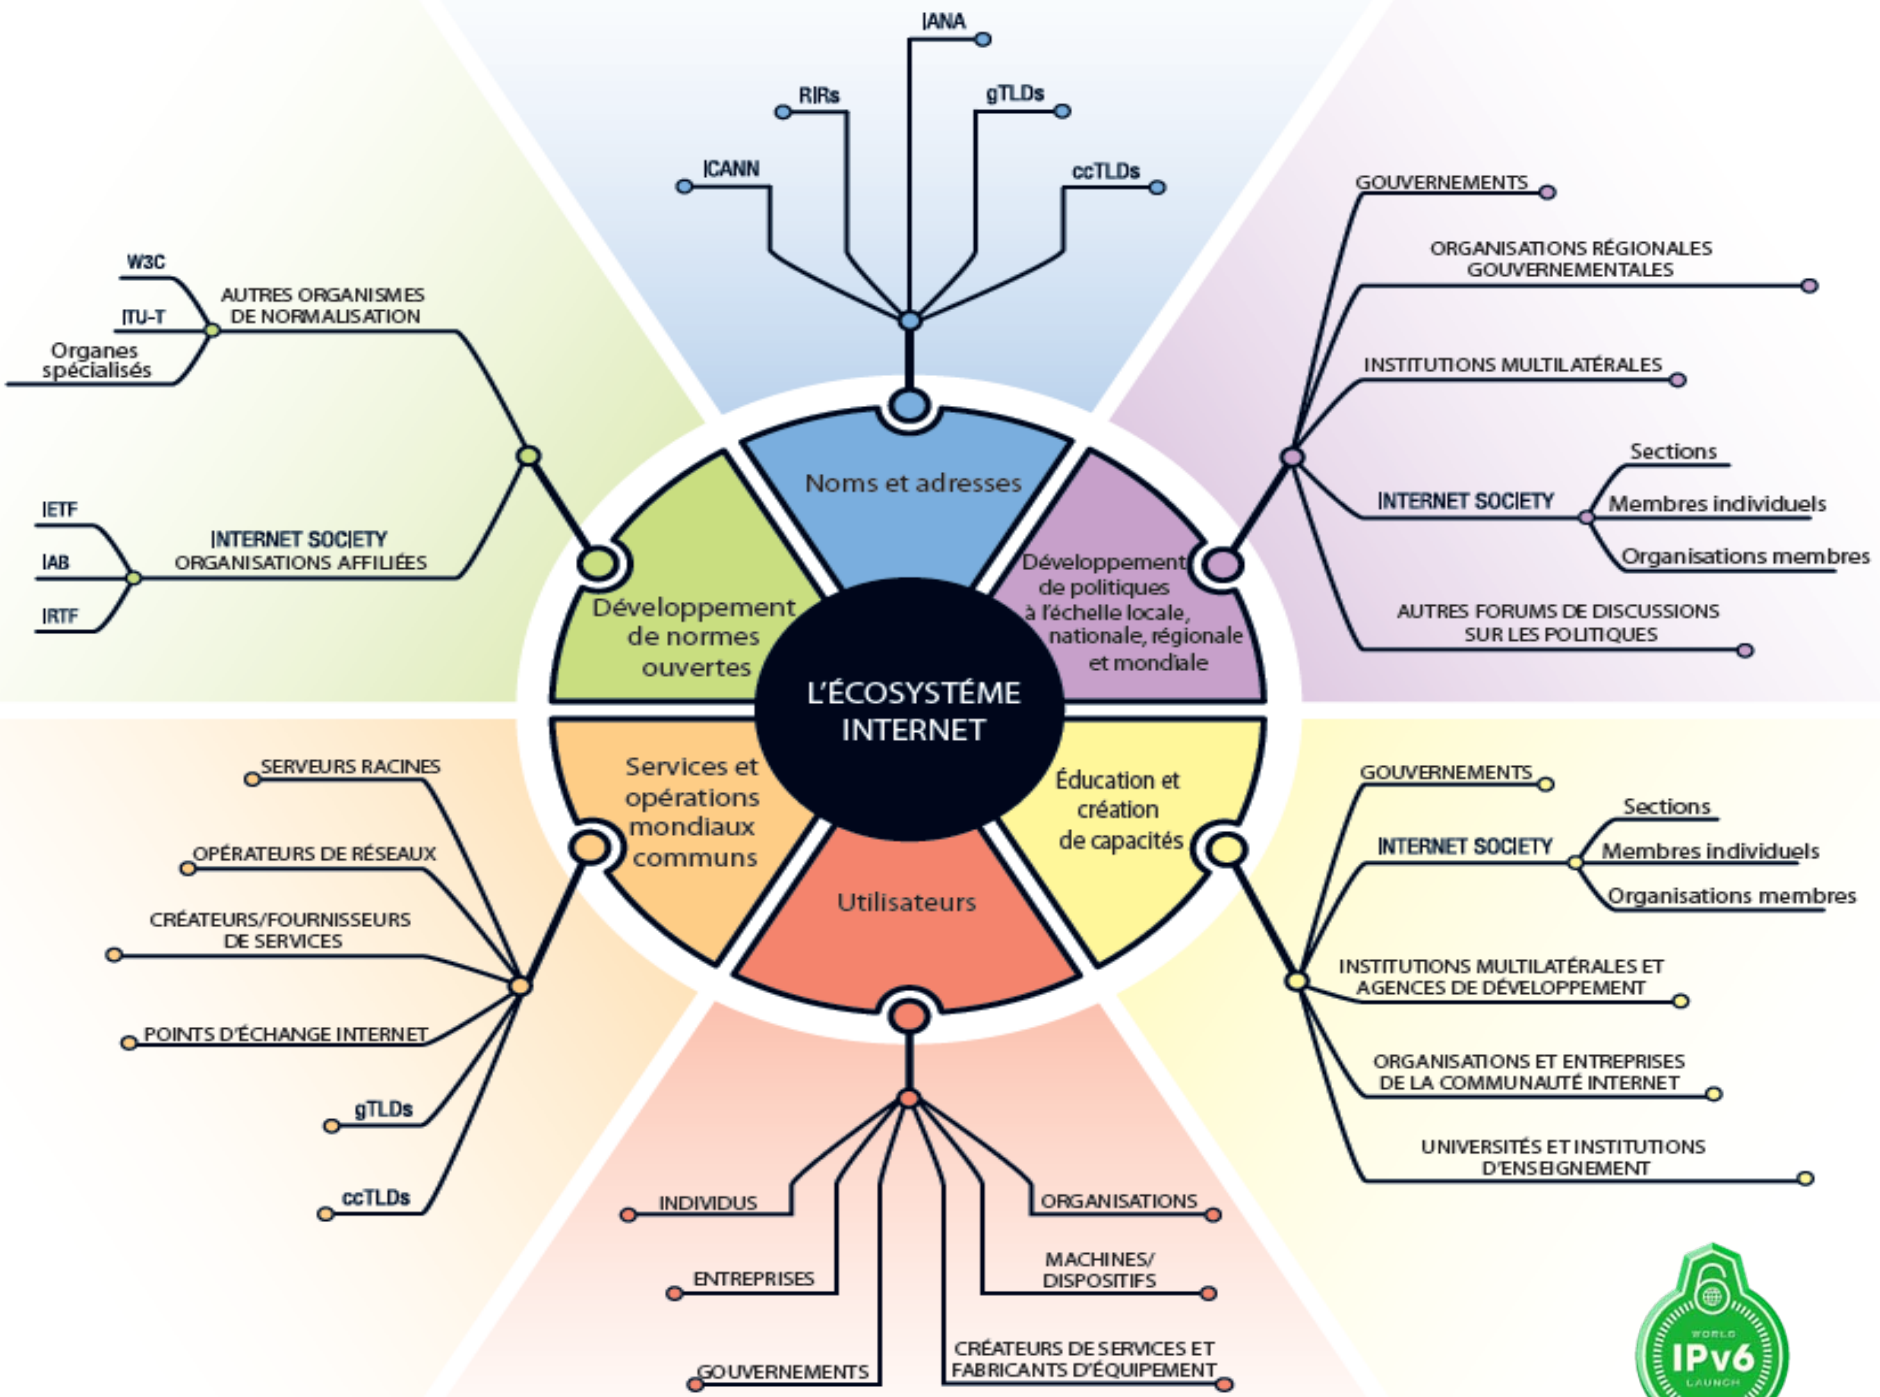 IANA
RIRs
gTLDs
ICANN
ccTLDs
W3C
AUTRES ORGANISMES
DE NORMALISATION
ITU-T
Organes
spécialisés
IETF
INTERNET SOCIETY
ORGANISATIONS AFFILIÉES
IAB
IRTF
GOUVERNEMENTS
ORGANISATIONS RÉGIONALES
GOUVERNEMENTALES
INSTITUTIONS MULTILATÉRALES
INTERNET SOCIETY
Sections
Membres individuels
Organisations membres
AUTRES FORUMS DE DISCUSSIONS
SUR LES POLITIQUES
Noms et adresses
Développement
de politiques
à l'échelle locale,
nationale, régionale
et mondiale
Développement
de normes
ouvertes
L'ÉCOSYSTÉME
INTERNET
Services et
opérations
mondiaux
communs
Éducation et
création
de capacités
Utilisateurs
SERVEURS RACINES
OPÉRATEURS DE RÉSEAUX
CRÉATEURS/FOURNISSEURS
DE SERVICES
POINTS D'ÉCHANGE INTERNET
gTLDs
ccTLDs
GOUVERNEMENTS
INTERNET SOCIETY
Sections
Membres individuels
Organisations membres
INSTITUTIONS MULTILATÉRALES ET
AGENCES DE DÉVELOPPEMENT
ORGANISATIONS ET ENTREPRISES
DE LA COMMUNAUTÉ INTERNET
UNIVERSITÉS ET INSTITUTIONS
D'ENSEIGNEMENT
INDIVIDUS
ENTREPRISES
GOUVERNEMENTS
ORGANISATIONS
MACHINES/
DISPOSITIFS
CRÉATEURS DE SERVICES ET
FABRICANTS D'ÉQUIPEMENT
WORLD
IPv6
LAUNCH